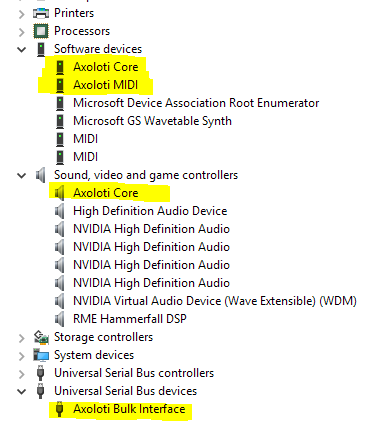 Printers
Processors
Software devices
Axoloti Core
Axoloti MIDI
Microsoft Device Association Root Enumerator
Microsoft GS Wavetable Synth
MIDI
MIDI
Sound, video and game controllers
Axoloti Core
High Definition Audio Device
NVIDIA High Definition Audio
NVIDIA High Definition Audio
NVIDIA High Definition Audio
NVIDIA High Definition Audio
NVIDIA Virtual Audio Device (Wave Extensible) (WDM)
RME Hammerfall DSP
Storage controllers
System devices
Universal Serial Bus controllers
Universal Serial Bus devices
Axoloti Bulk Interface